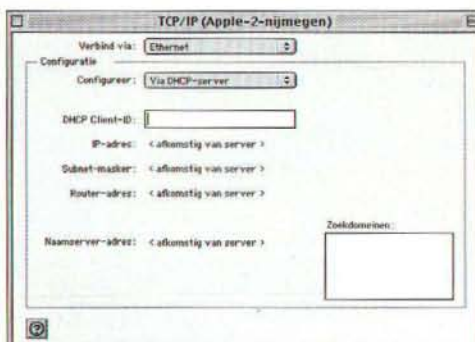 TCP/IP (Apple-2-nijmegen)
Verbind via: Ethernet
Configuratie
Configureer: Via DHCP-server
DHCP Client-ID:
IP-adres: < afkomstig van server >
Subnet-masker: < afkomstig van server >
Router-adres: < afkomstig van server >
Zoekdomeinen:
Naamserver-adres: < afkomstig van server >
?